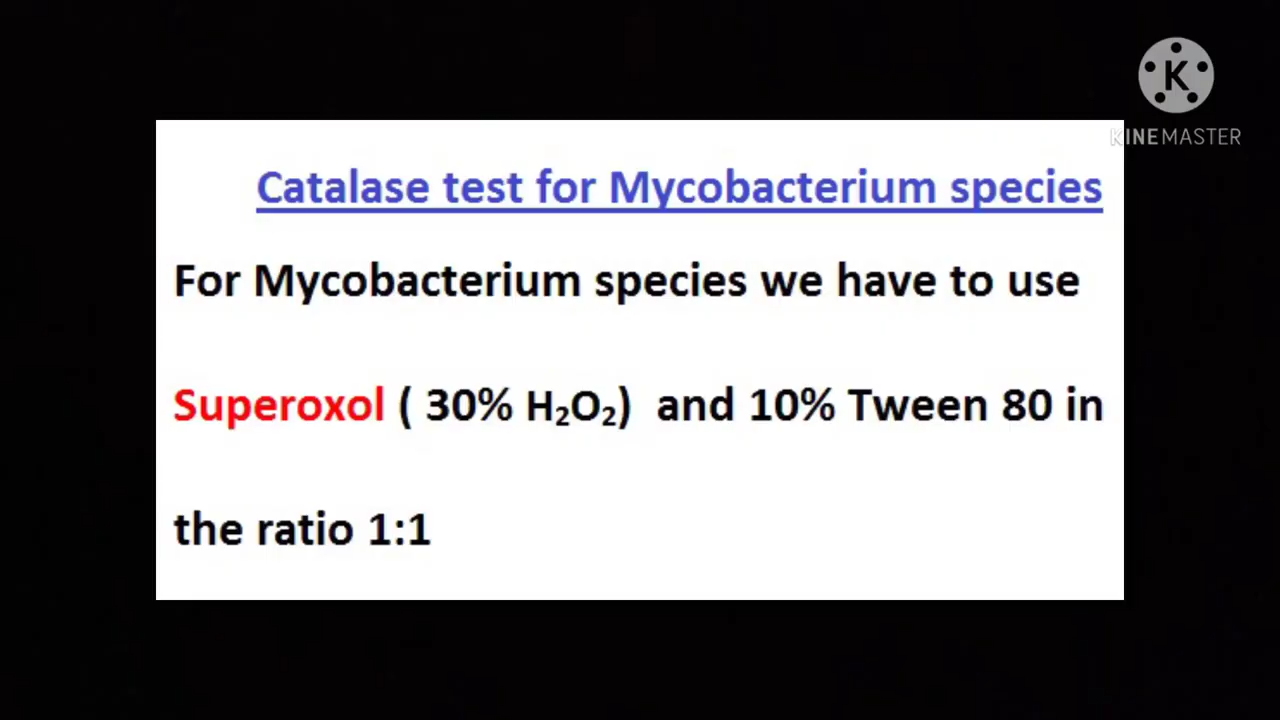 K
KINEMASTER
Catalase test for Mycobacterium species
For Mycobacterium species we have to use
Superoxol ( 30% H₂O₂)  and 10% Tween 80 in
the ratio 1:1